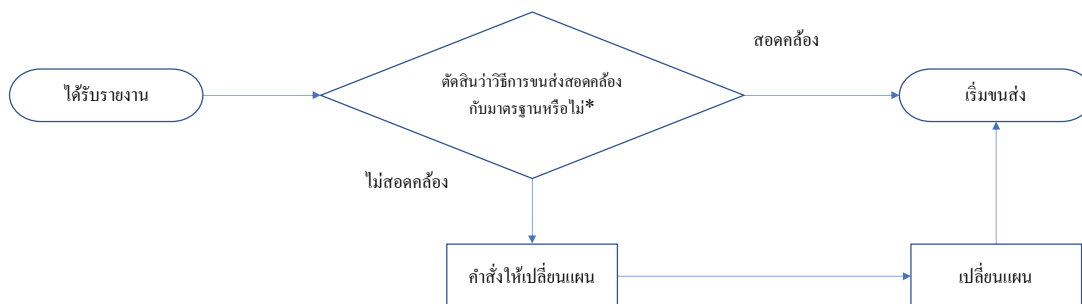 สอดคล้อง
ได้รับรายงาน
ตัดสินว่าวิธีการขนส่งสอดคล้อง
กับมาตรฐานหรือไม่*
เริ่มขนส่ง
ไม่สอดคล้อง
คำสั่งให้เปลี่ยนแผน
เปลี่ยนแผน